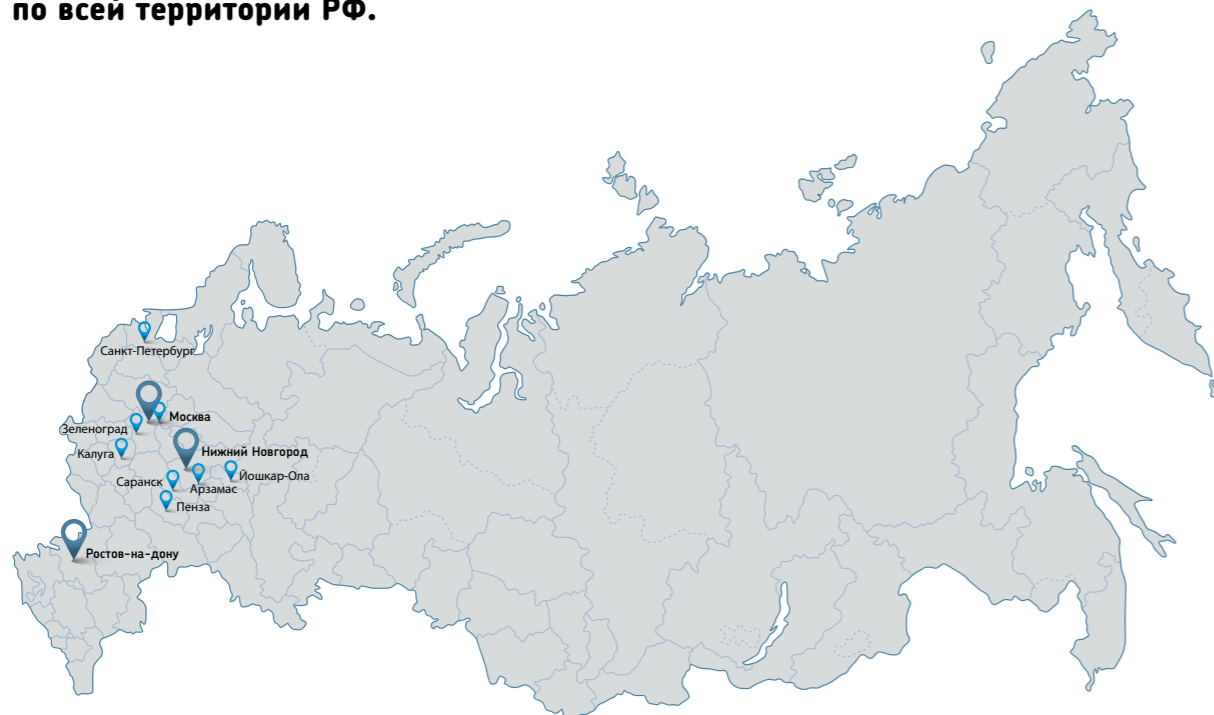 по всей территории РФ.
Санкт-Петербург
Москва
Зеленоград
Калуга
Нижний Новгород
Йошкар-Ола
Саранск
Арзамас
Пенза
Ростов-на-дону